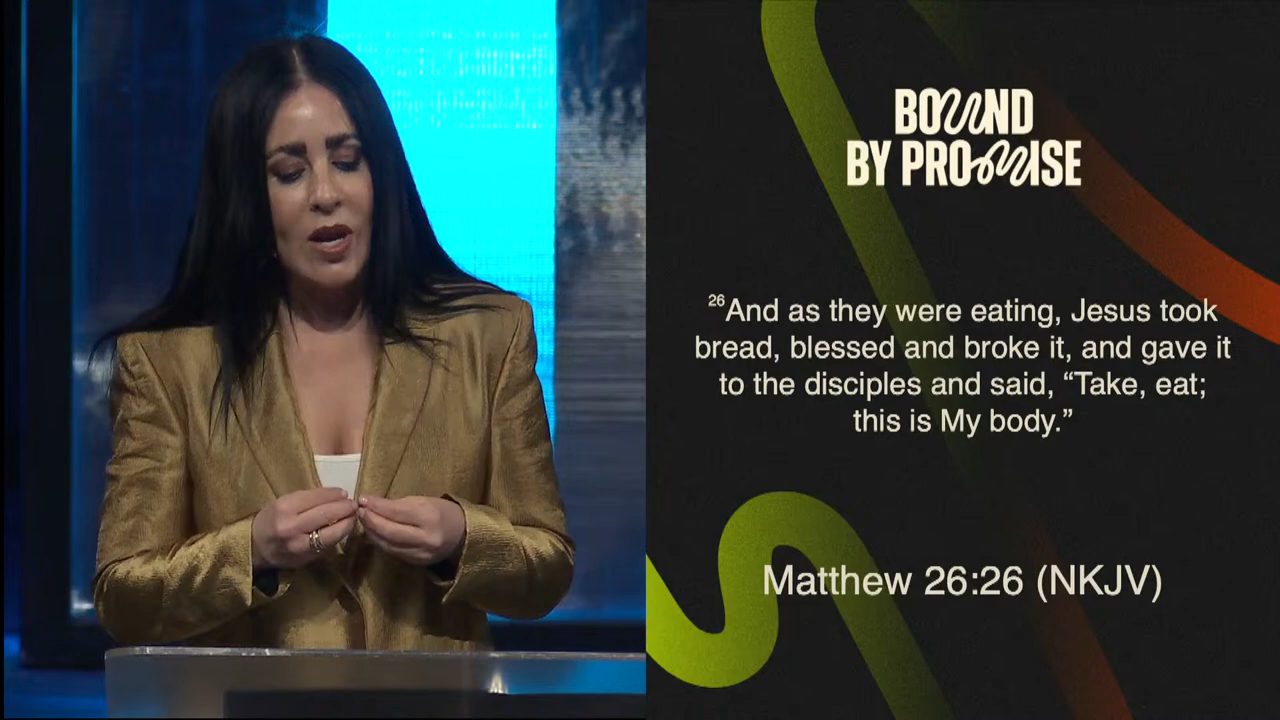 BOUND
BY PROMISE
26And as they were eating, Jesus took
bread, blessed and broke it, and gave it
to the disciples and said, “Take, eat;
this is My body.”
Matthew 26:26 (NKJV)